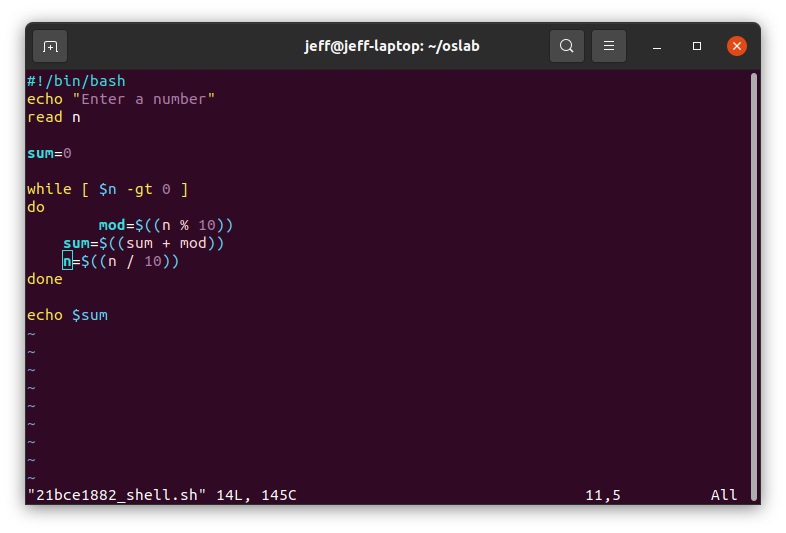 jeff@jeff-laptop: ~/oslab
#!/bin/bash
echo "Enter a number"
read n

sum=0

while [ $n -gt 0 ]
do
        mod=$((n % 10))
    sum=$((sum + mod))
    n=$((n / 10))
done

echo $sum
~
~
~
~
~
~
~
~
~
"21bce1882_shell.sh" 14L, 145C 11,5 All